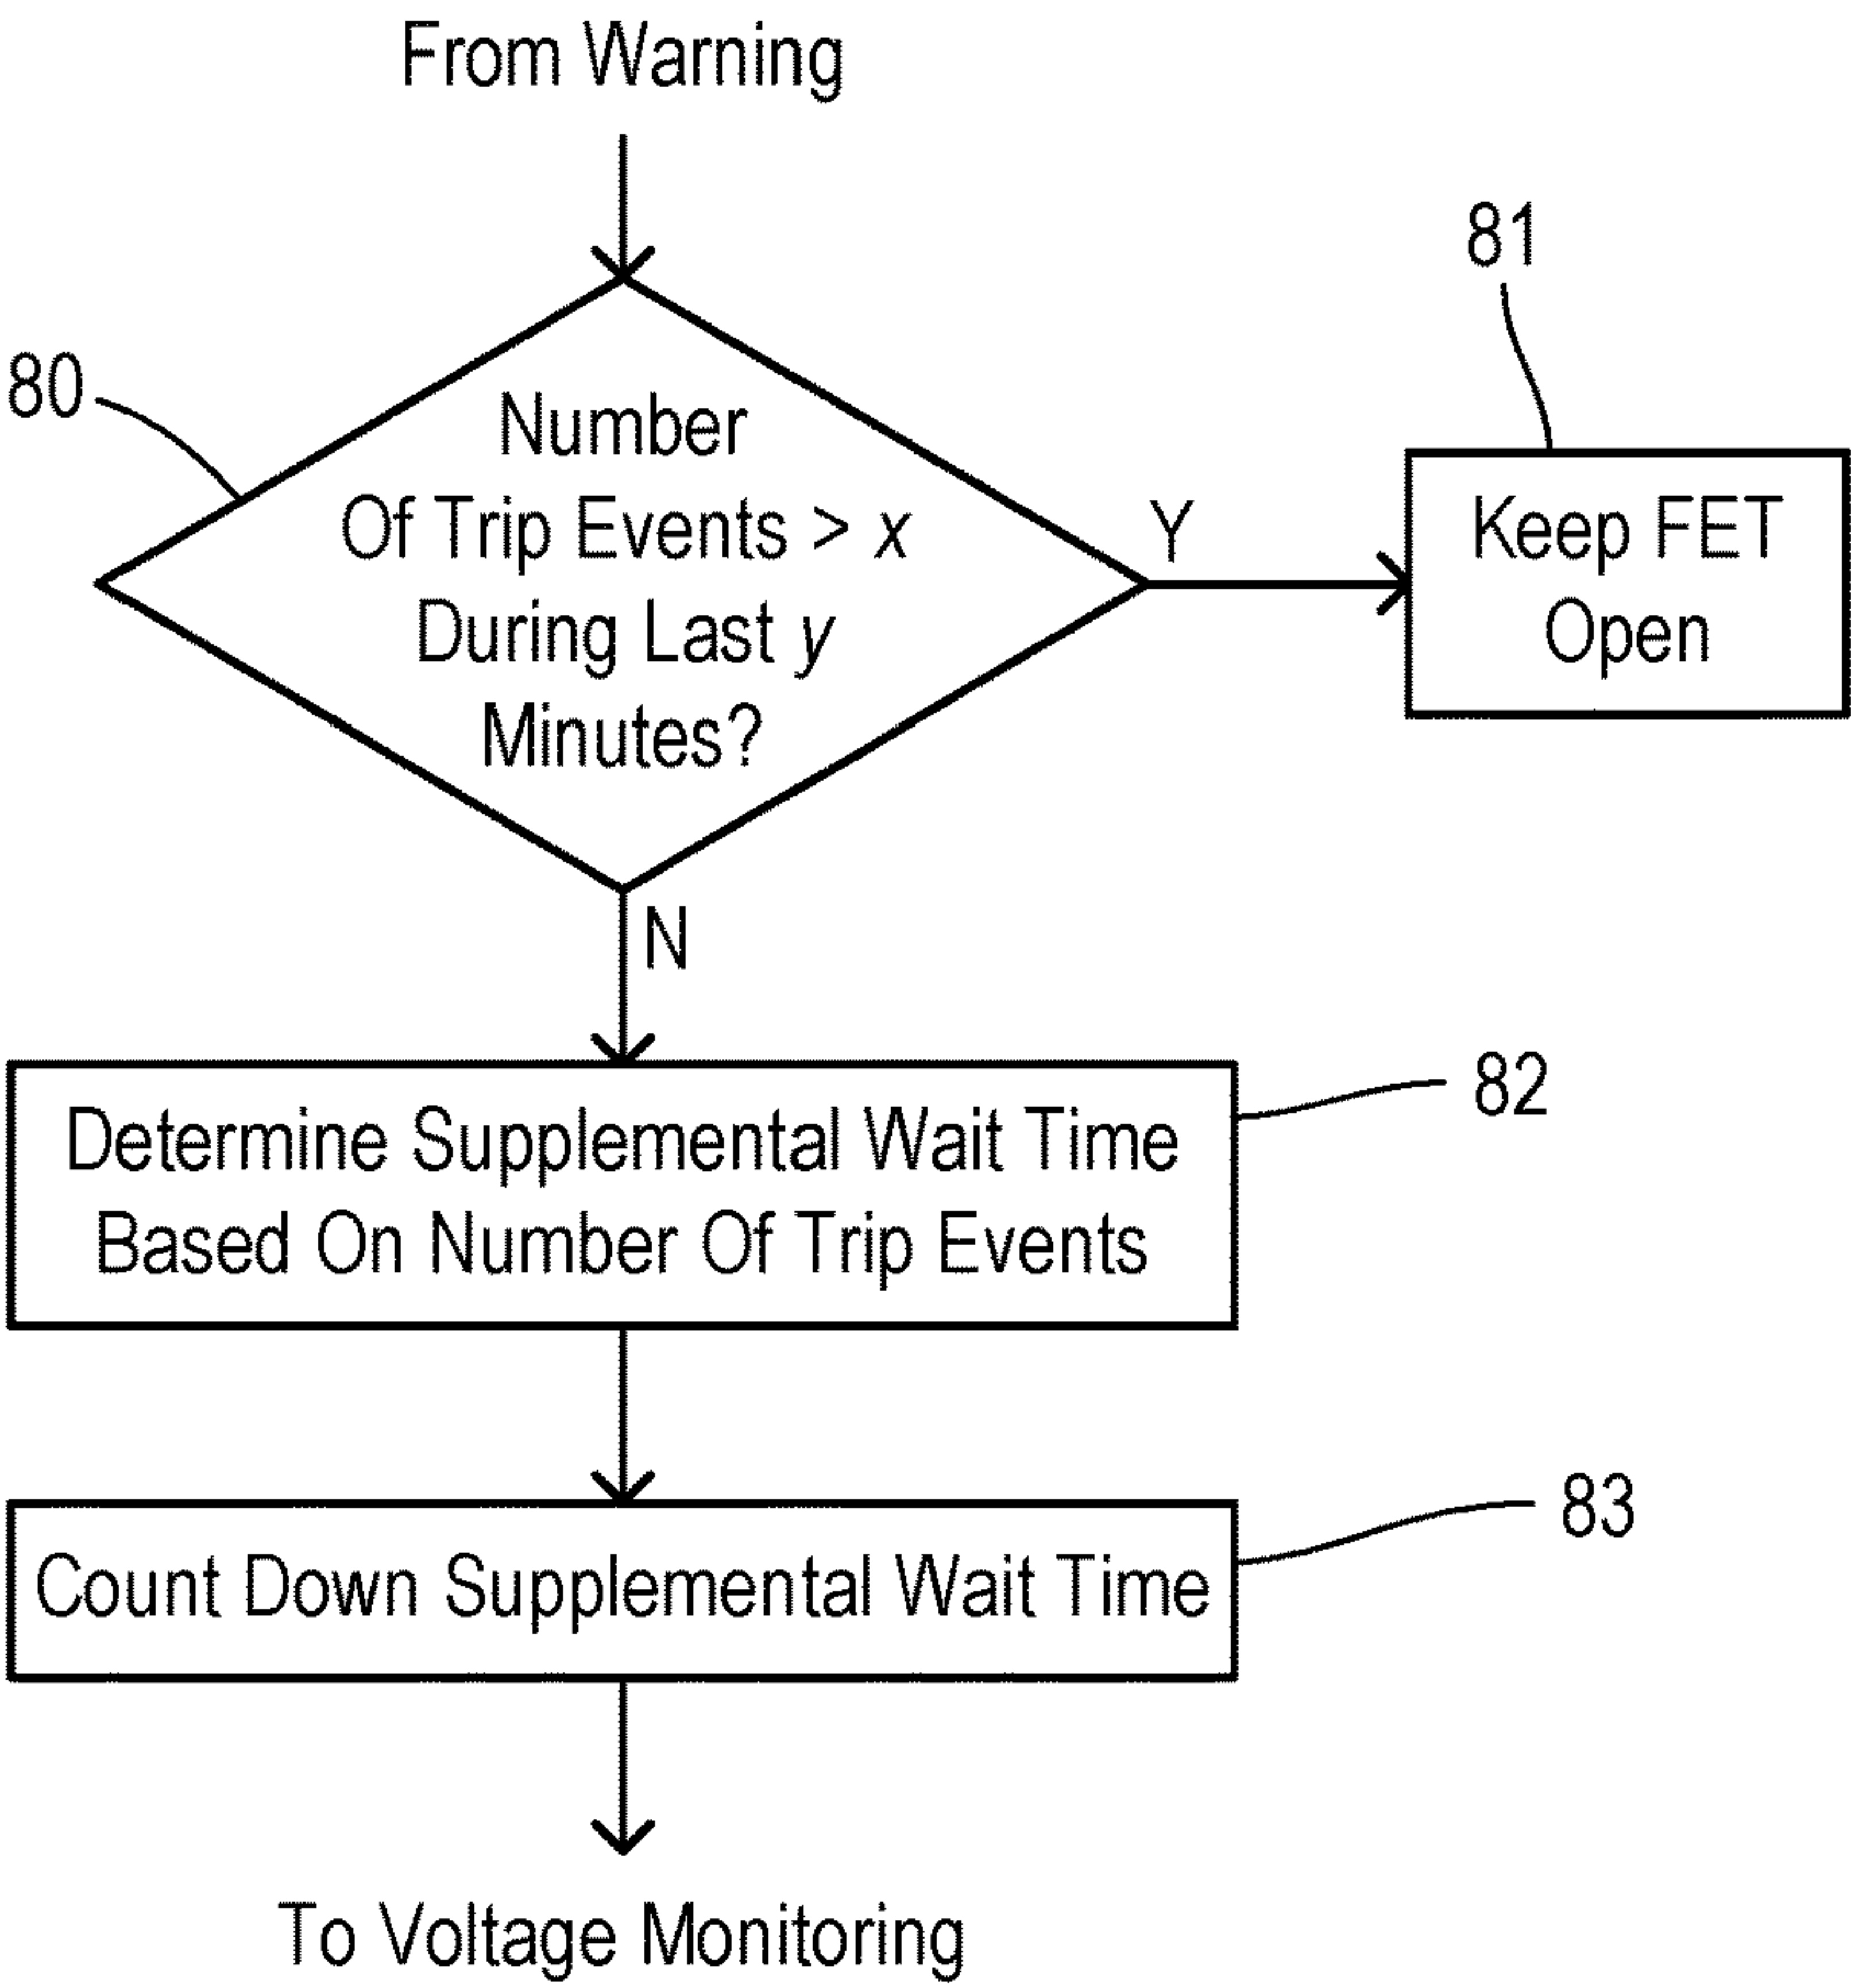 From Warning
81
80
Number
Of Trip Events > x
During Last y
Minutes?
Y
Keep FET
Open
N
82
Determine Supplemental Wait Time
Based On Number Of Trip Events
83
Count Down Supplemental Wait Time
To Voltage Monitoring